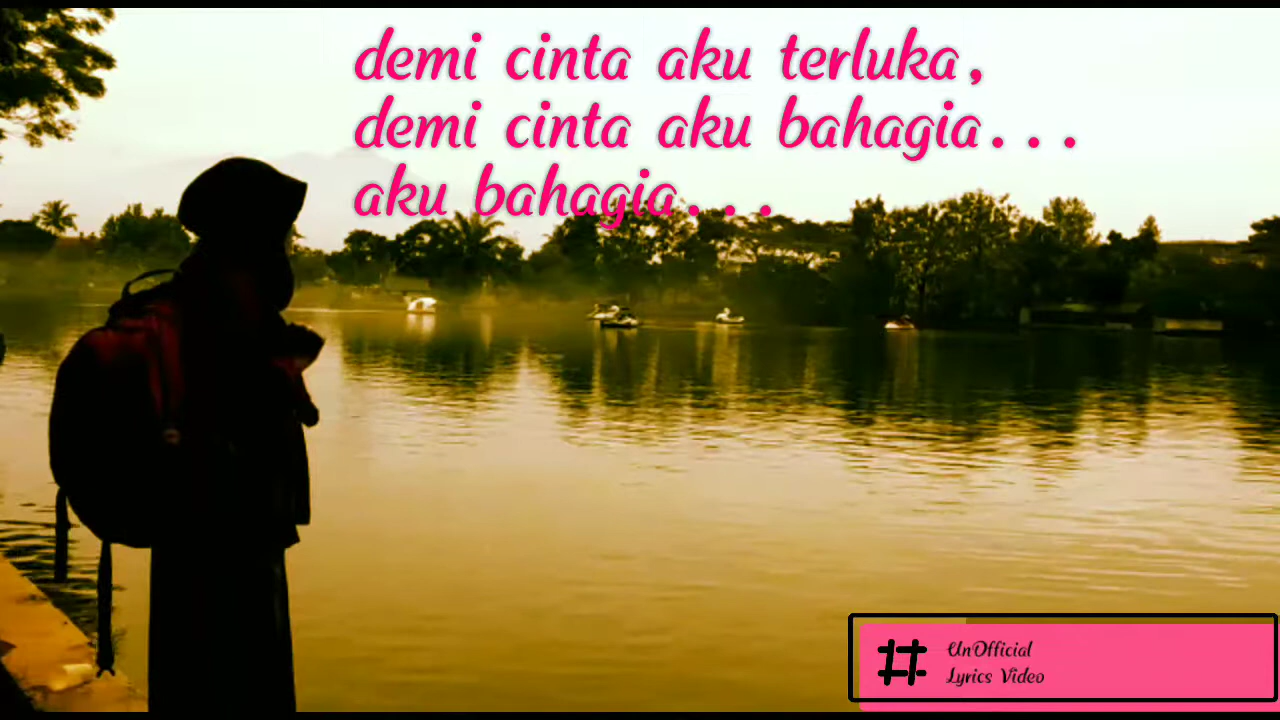 demi cinta aku terluka,
demi cinta aku bahagia...
aku bahagia...
# UnOfficial
Lyrics Video